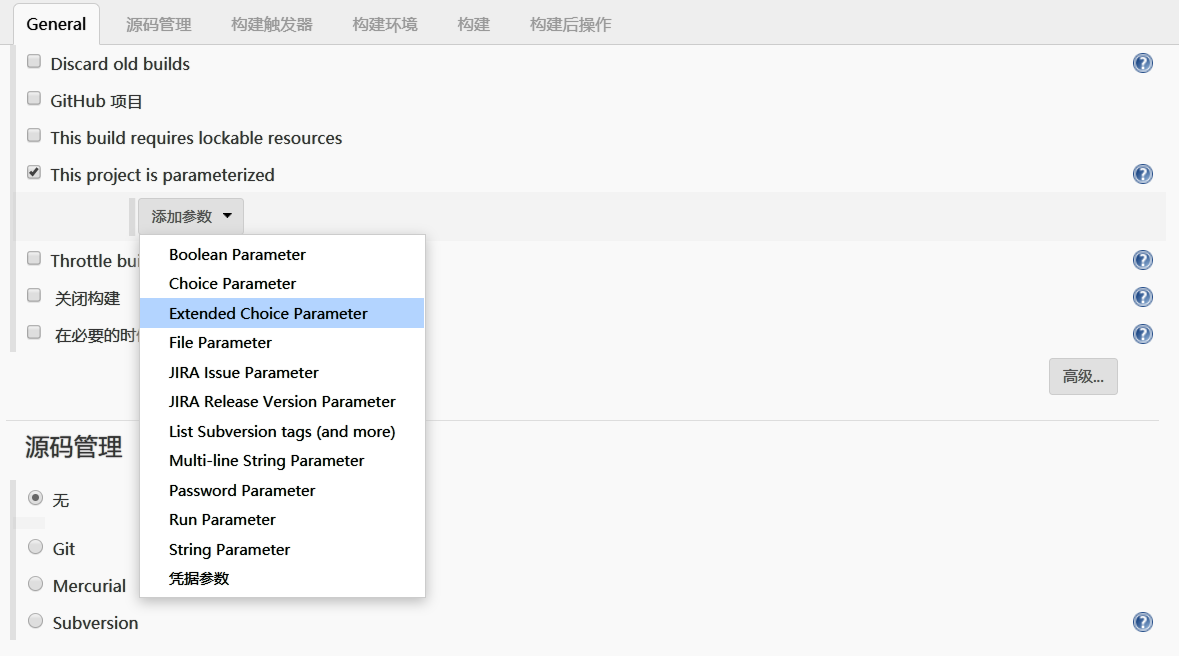 General 源码管理 构建触发器 构建环境 构建 构建后操作
Discard old builds
GitHub 项目
This build requires lockable resources
This project is parameterized
添加参数
Boolean Parameter
Choice Parameter
Extended Choice Parameter
File Parameter
JIRA Issue Parameter
JIRA Release Version Parameter
List Subversion tags (and more)
Multi-line String Parameter
Password Parameter
Run Parameter
String Parameter
凭据参数
Throttle
关闭构建
在必要的时
高级...
源码管理
无
Git
Mercurial
Subversion